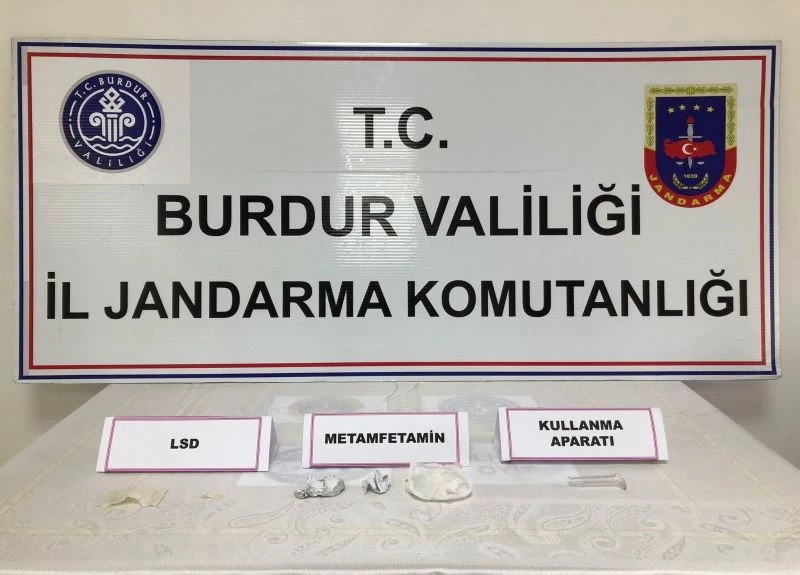 T.C. BURDUR
VALİLİĞİ
T.C.
1839
JANDARMA
BURDUR VALİLİĞİ
İL JANDARMA KOMUTANLIĞI
LSD
METAMFETAMİN
KULLANMA
APARATI